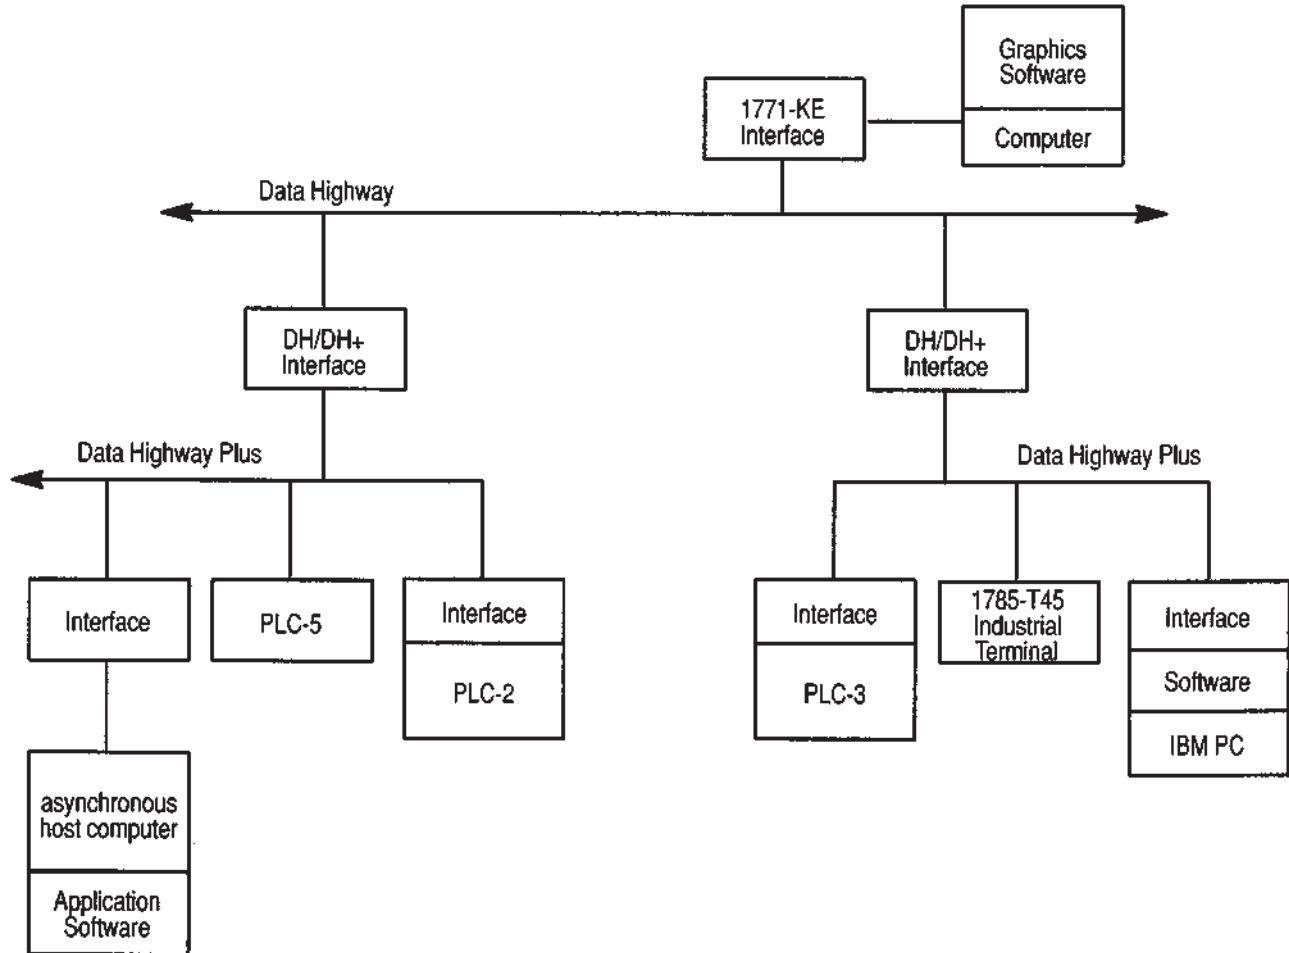 Graphics
Software
Computer
1771-KE
Interface
Data Highway
DH/DH+
Interface
DH/DH+
Interface
Data Highway Plus
Data Highway Plus
Interface
PLC-5
Interface
PLC-2
Interface
PLC-3
1785-T45
Industrial
Terminal
Interface
Software
IBM PC
asynchronous
host computer
Application
Software